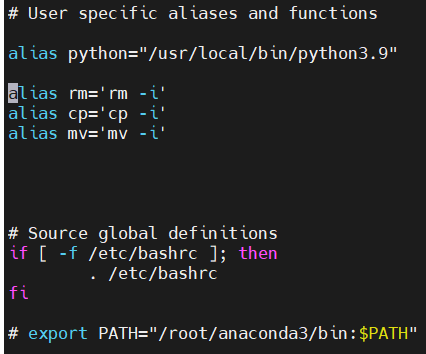 # User specific aliases and functions
alias python="/usr/local/bin/python3.9"
alias rm='rm -i'
alias cp='cp -i'
alias mv='mv -i'
# Source global definitions
if [ -f /etc/bashrc ]; then
        . /etc/bashrc
fi
# export PATH="/root/anaconda3/bin:$PATH"